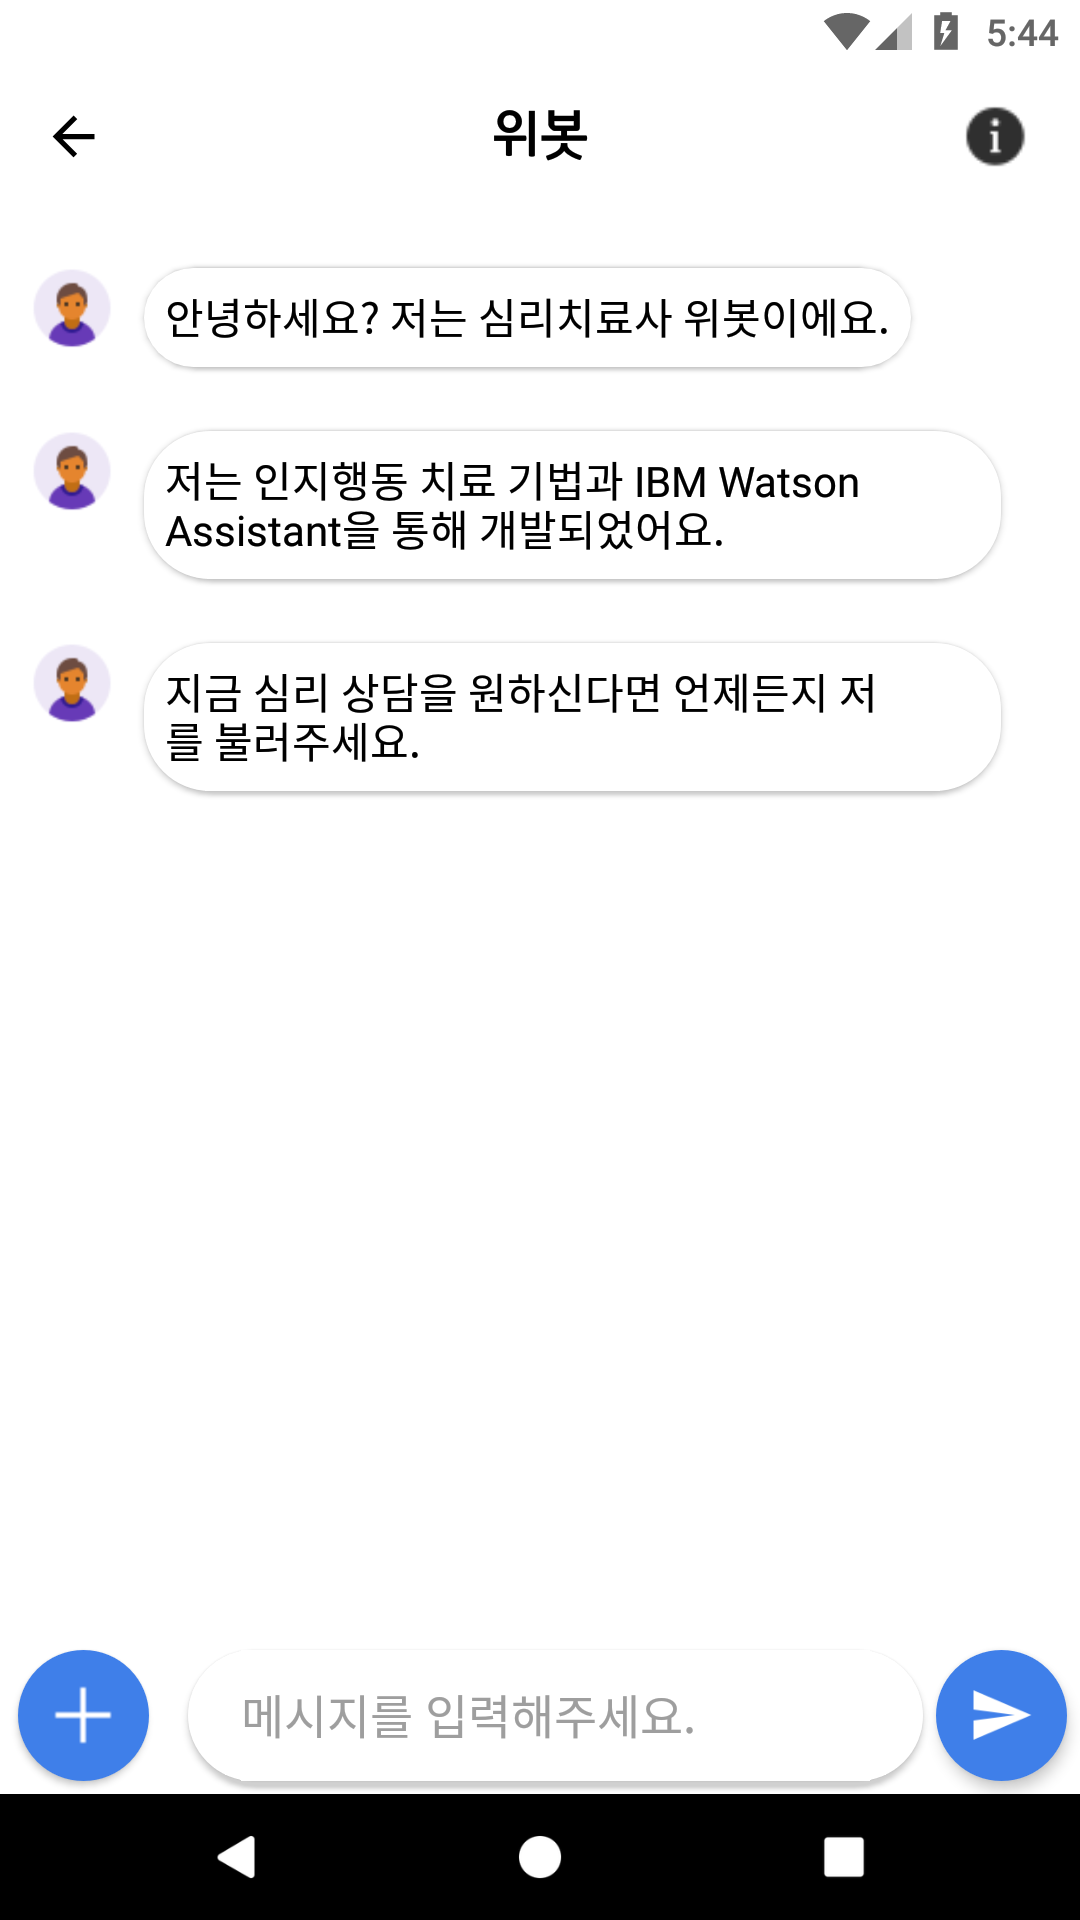 5:44
위봇
안녕하세요? 저는 심리치료사 위봇이에요.
저는 인지행동 치료 기법과 IBM Watson
Assistant을 통해 개발되었어요.
지금 심리 상담을 원하신다면 언제든지 저
를 불러주세요.
메시지를 입력해주세요.